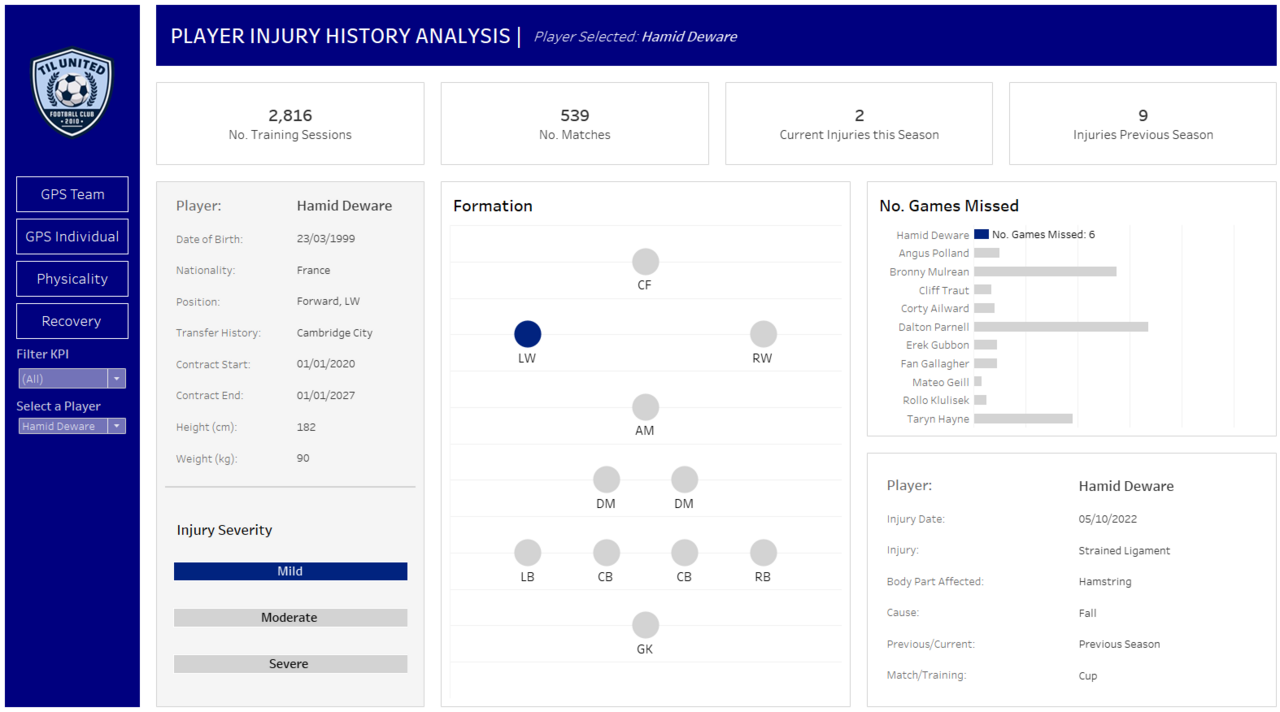 TIL UNITED
FOOTBALL CLUB
• 2010 •
GPS Team
GPS Individual
Physicality
Recovery
Filter KPI
(All)
Select a Player
Hamid Deware
PLAYER INJURY HISTORY ANALYSIS | Player Selected: Hamid Deware
2,816
No. Training Sessions
539
No. Matches
2
Current Injuries this Season
9
Injuries Previous Season
Player: Hamid Deware
Date of Birth: 23/03/1999
Nationality: France
Position: Forward, LW
Transfer History: Cambridge City
Contract Start: 01/01/2020
Contract End: 01/01/2027
Height (cm): 182
Weight (kg): 90
Injury Severity
Mild
Moderate
Severe
Formation
CF
LW RW
AM
DM DM
LB CB CB RB
GK
No. Games Missed
Hamid Deware No. Games Missed: 6
Angus Polland
Bronny Mulrean
Cliff Traut
Corty Ailward
Dalton Parnell
Erek Gubbon
Fan Gallagher
Mateo Geill
Rollo Klulisek
Taryn Hayne
Player: Hamid Deware
Injury Date: 05/10/2022
Injury: Strained Ligament
Body Part Affected: Hamstring
Cause: Fall
Previous/Current: Previous Season
Match/Training: Cup